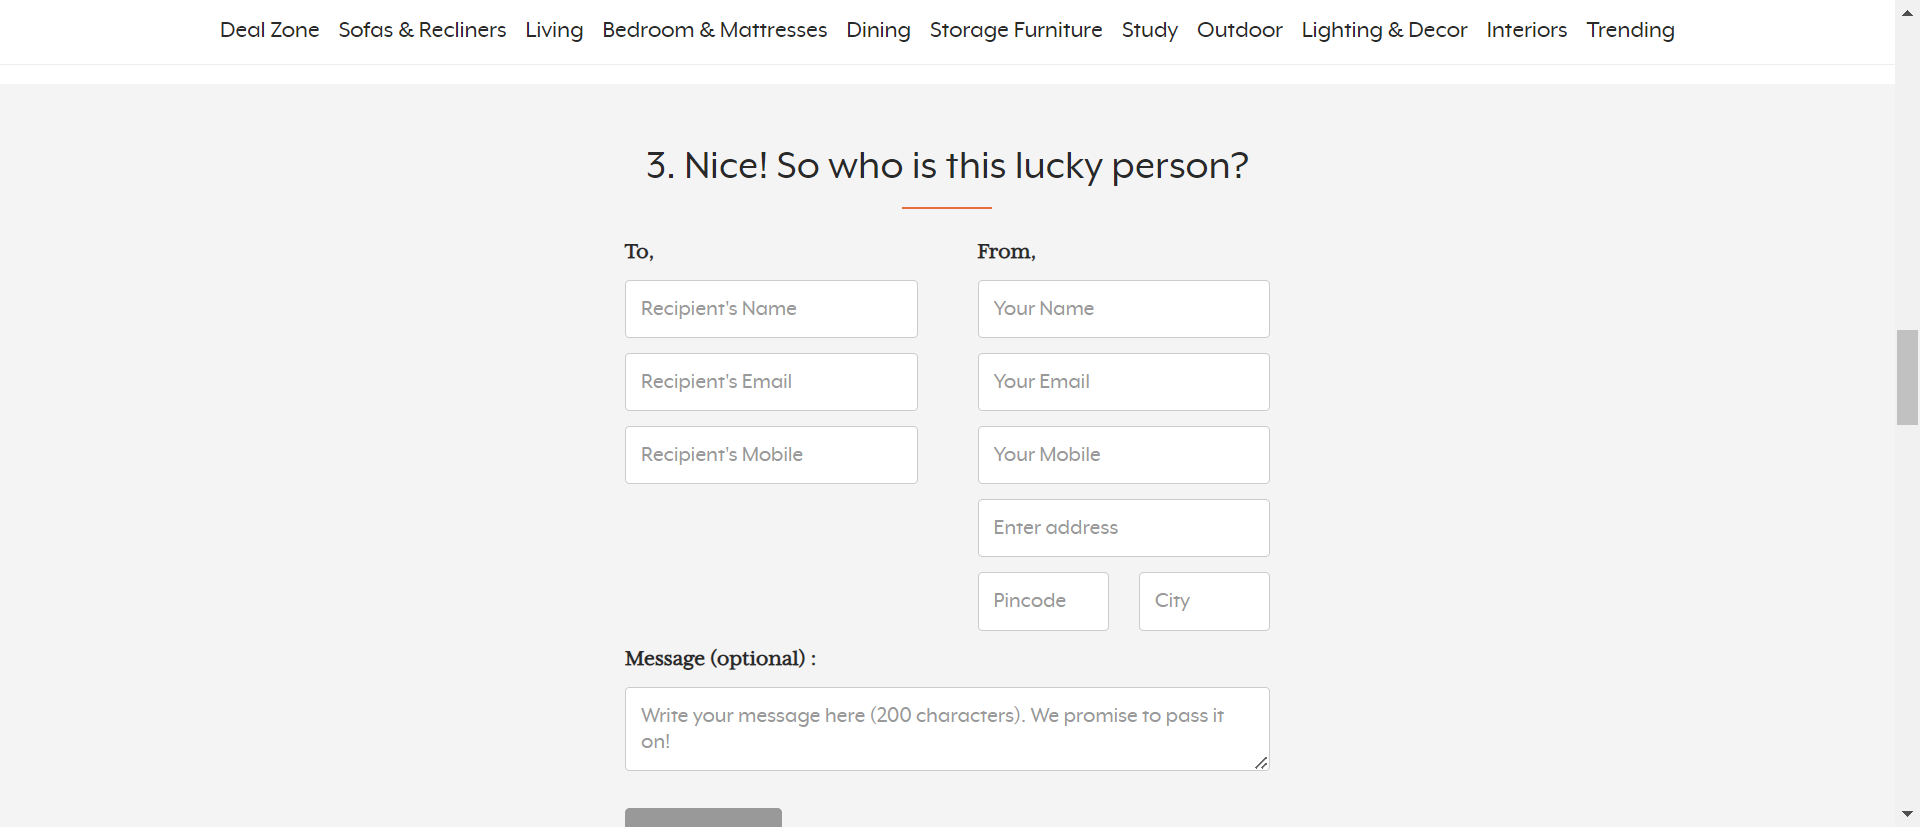 Deal Zone Sofas & Recliners Living Bedroom & Mattresses Dining Storage Furniture Study Outdoor Lighting & Decor Interiors Trending
3. Nice! So who is this lucky person?
To,
Recipient's Name
Recipient's Email
Recipient's Mobile
From,
Your Name
Your Email
Your Mobile
Enter address
Pincode City
Message (optional) :
Write your message here (200 characters). We promise to pass it
on!